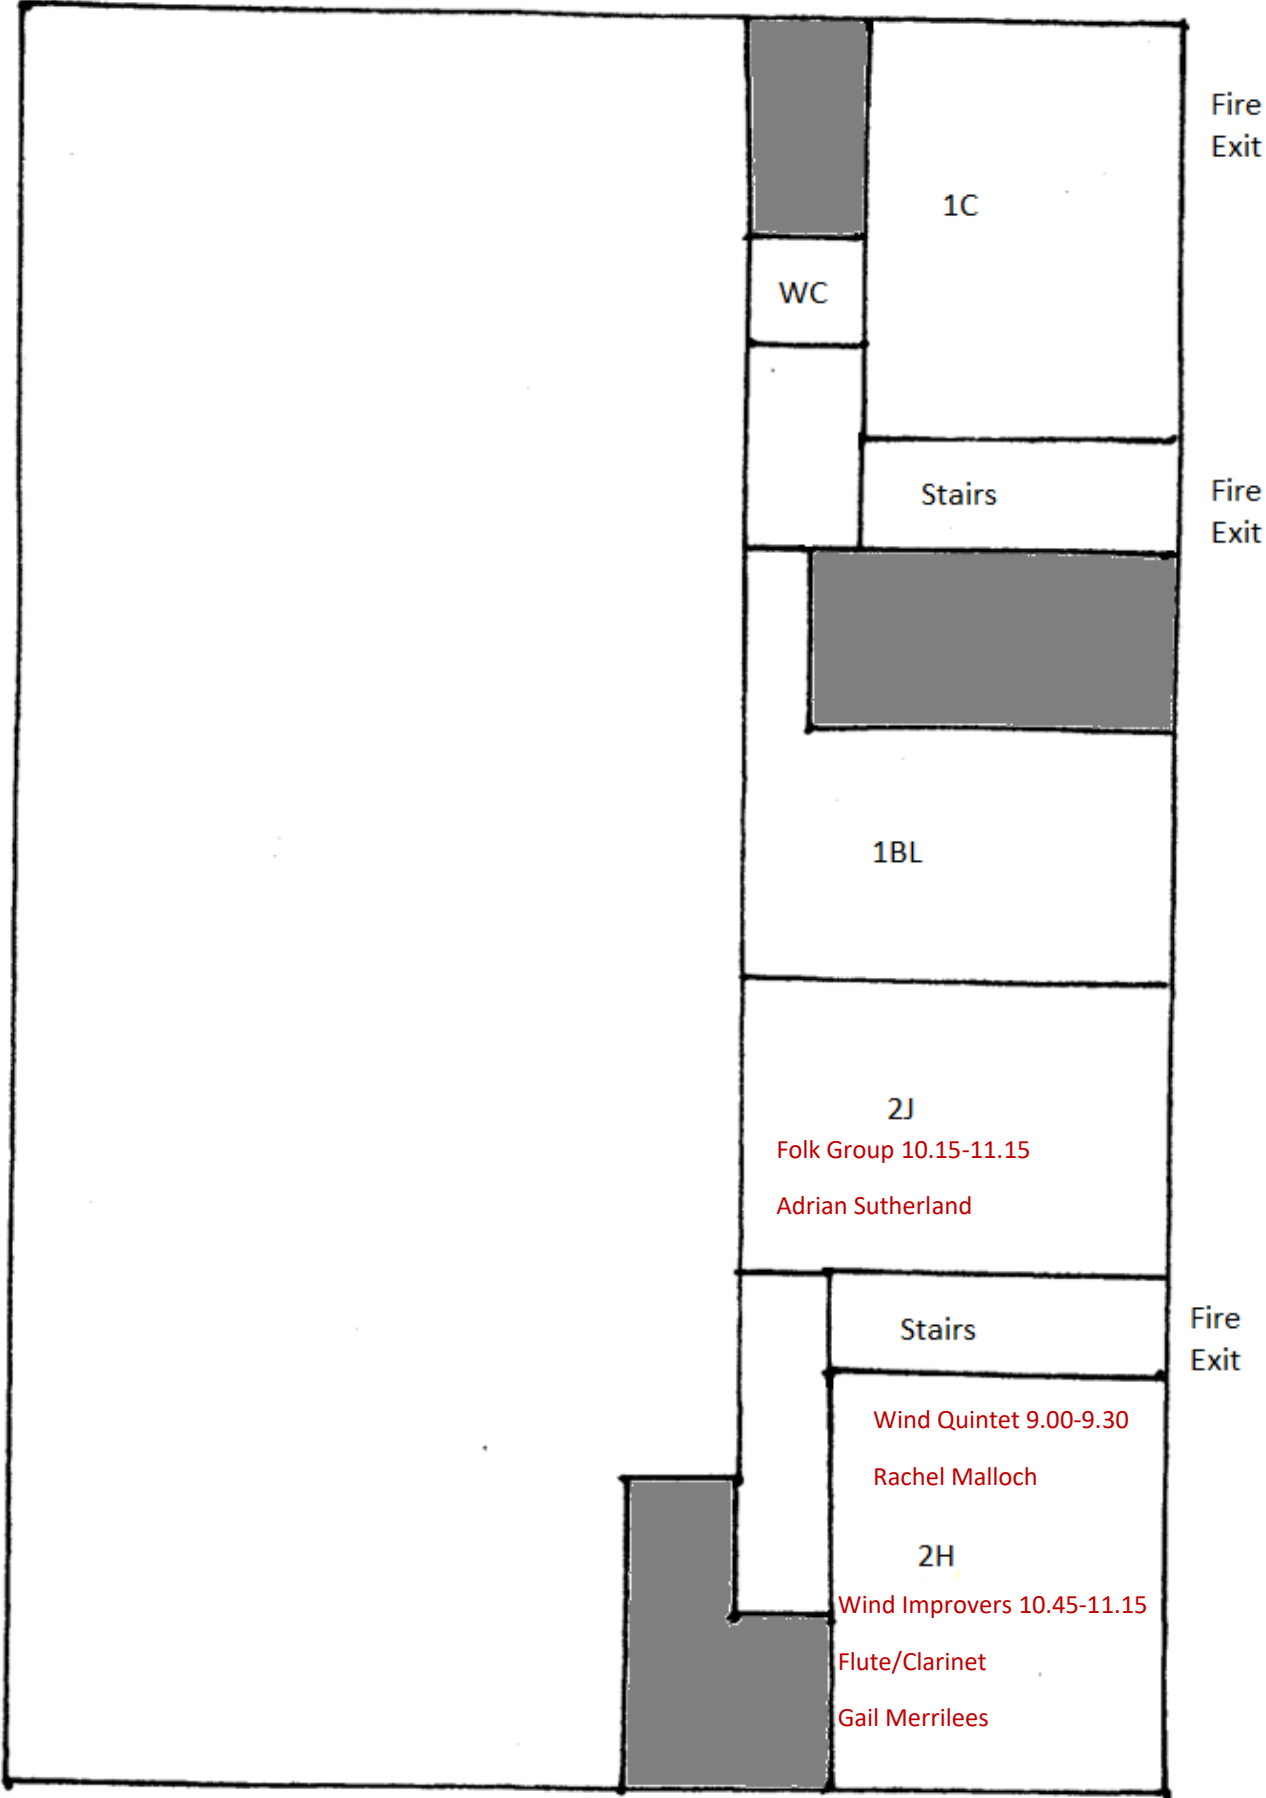 Fire
Exit
1C
WC
Stairs
Fire
Exit
1BL
2J
Folk Group 10.15-11.15
Adrian Sutherland
Stairs
Fire
Exit
Wind Quintet 9.00-9.30
Rachel Malloch
2H
Wind Improvers 10.45-11.15
Flute/Clarinet
Gail Merrilees